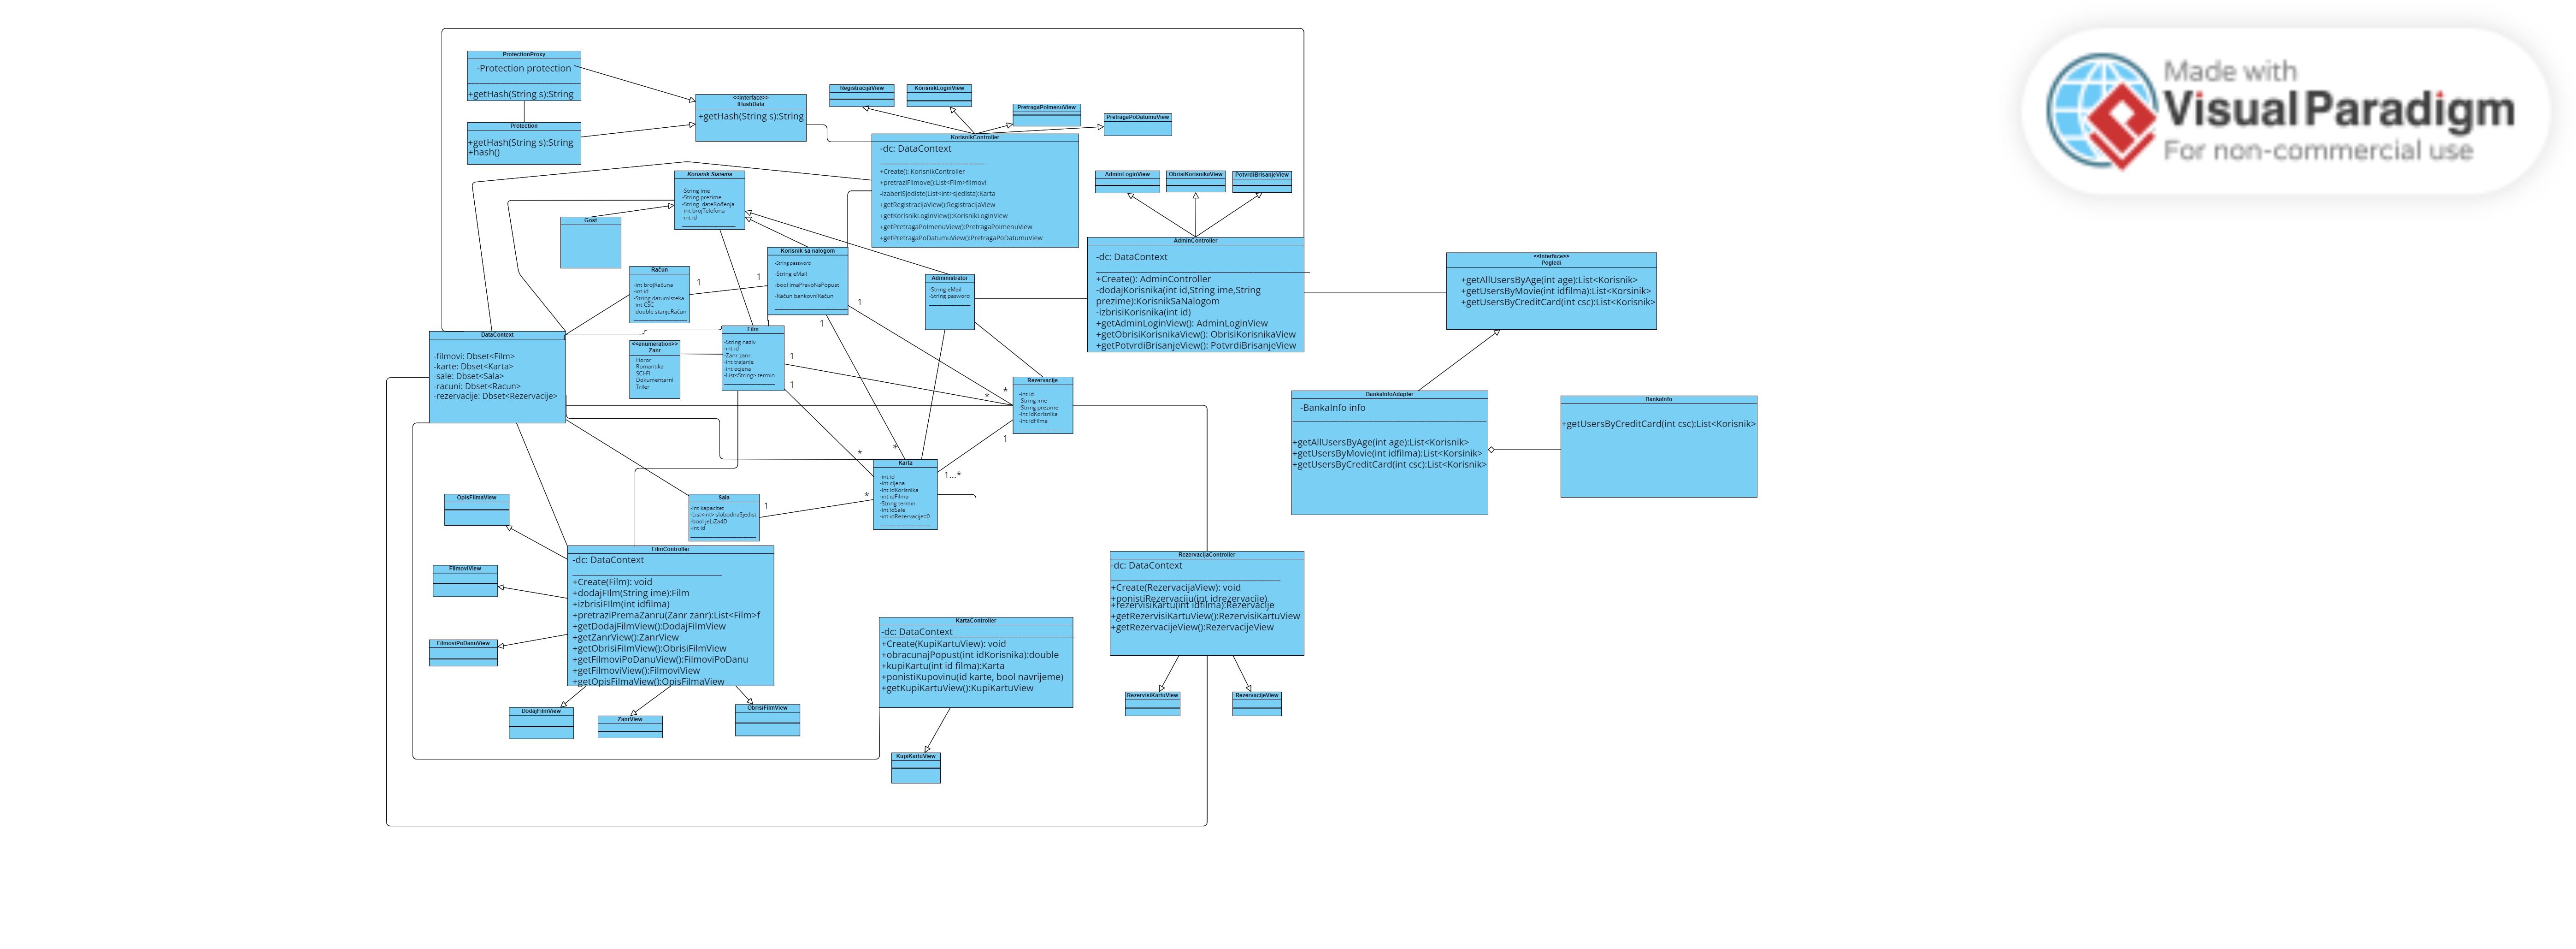 Made with
Visual Paradigm
For non-commercial use
ProtectionProxy
-Protection protection
+getHash(String s):String
Protection
+getHash(String s):String
+hash()
<<Interface>>
IHashData
+getHash(String s):String
RegistracijaView
KorisnikLoginView
PretragaPoImenuView
PretragaPoDatumuView
KorisnikController
-dc: DataContext
+Create(): KorisnikController
+pretraziFilmove():List<Film>filmovi
-izaberiSjediste(List<int>sjedista):Karta
+getRegistracijaView():RegistracijaView
+getKorisnikLoginView():KorisnikLoginView
+getPretragaPoImenuView():PretragaPoImenuView
+getPretragaPoDatumuView():PretragaPoDatumuView
AdminLoginView
ObrisiKorisnikaView
PotvrdiBrisanjeView
Korisnik Sistema
-String ime
-String prezime
-String dateRođenja
-int brojTelefona
-int id
Gost
AdminController
-dc: DataContext
+Create(): AdminController
-dodajKorisnika(int id,String ime,String
prezime):KorisnikSaNalogom
-izbrisiKorisnika(int id)
+getAdminLoginView(): AdminLoginView
+getObrisiKorisnikaView(): ObrisiKorisnikaView
+getPotvrdiBrisanjeView(): PotvrdiBrisanjeView
<<Interface>>
Pogledi
+getAllUsersByAge(int age):List<Korisnik>
+getUsersByMovie(int idfilma):List<Korisnik>
+getUsersByCreditCard(int csc):List<Korisnik>
Korisnik sa nalogom
-String password
-String eMail
-bool imaPravoNaPopust
-Račun bankovniRačun
Račun
-int brojRačuna
-int id
-String datumIsteka
-int CSC
-double stanjeRačun
1
1
Administrator
-String eMail
-String pasword
1
1
DataContext
-filmovi: Dbset<Film>
-karte: Dbset<Karta>
-sale: Dbset<Sala>
-racuni: Dbset<Racun>
-rezervacije: Dbset<Rezervacije>
<<enumeration>>
Zanr
Horor
Romantika
SCI-FI
Dokumentarni
Triler
Film
-String naziv
-int id
-Zanr zanr
-int trajanje
-int ocjena
-List<String> termin
1
1
*
*
Rezervacije
-int id
-String ime
-String prezime
-int idKorisnika
-int idFilma
1
BankaInfoAdapter
-BankaInfo info
+getAllUsersByAge(int age):List<Korisnik>
+getUsersByMovie(int idfilma):List<Korsinik>
+getUsersByCreditCard(int csc):List<Korisnik>
BankaInfo
+getUsersByCreditCard(int csc):List<Korisnik>
*
*
Karta
-int id
-int cijena
-int idKorisnika
-int idFilma
-String termin
-int idSale
-int idRezervacije=0
1...*
Sala
-int kapacitet
-List<int> slobodnaSjedist
-bool jeLiZa4D
-int id
1
*
OpisFilmaView
FilmoviView
FilmoviPoDanuView
FilmController
-dc: DataContext
+Create(Film): void
+dodajFIlm(String ime):Film
+izbrisiFIlm(int idfilma)
+pretraziPremaZanru(Zanr zanr):List<Film>f
+getDodajFilmView():DodajFilmView
+getZanrView():ZanrView
+getObrisiFilmView():ObrisiFilmView
+getFilmoviPoDanuView():FilmoviPoDanu
+getFilmoviView():FilmoviView
+getOpisFilmaView():OpisFilmaView
DodajFilmView
ZanrView
ObrisiFilmView
KartaController
-dc: DataContext
+Create(KupiKartuView): void
+obracunajPopust(int idKorisnika):double
+kupiKartu(int id filma):Karta
+ponistiKupovinu(id karte, bool navrijeme)
+getKupiKartuView():KupiKartuView
KupiKartuView
RezervacijaController
-dc: DataContext
+Create(RezervacijaView): void
+ponistiRezervaciju(int idrezervacije)
+rezervisiKartu(int idfilma):Rezervacije
+getRezervisiKartuView():RezervisiKartuView
+getRezervacijeView():RezervacijeView
RezervisiKartuView
RezervacijeView